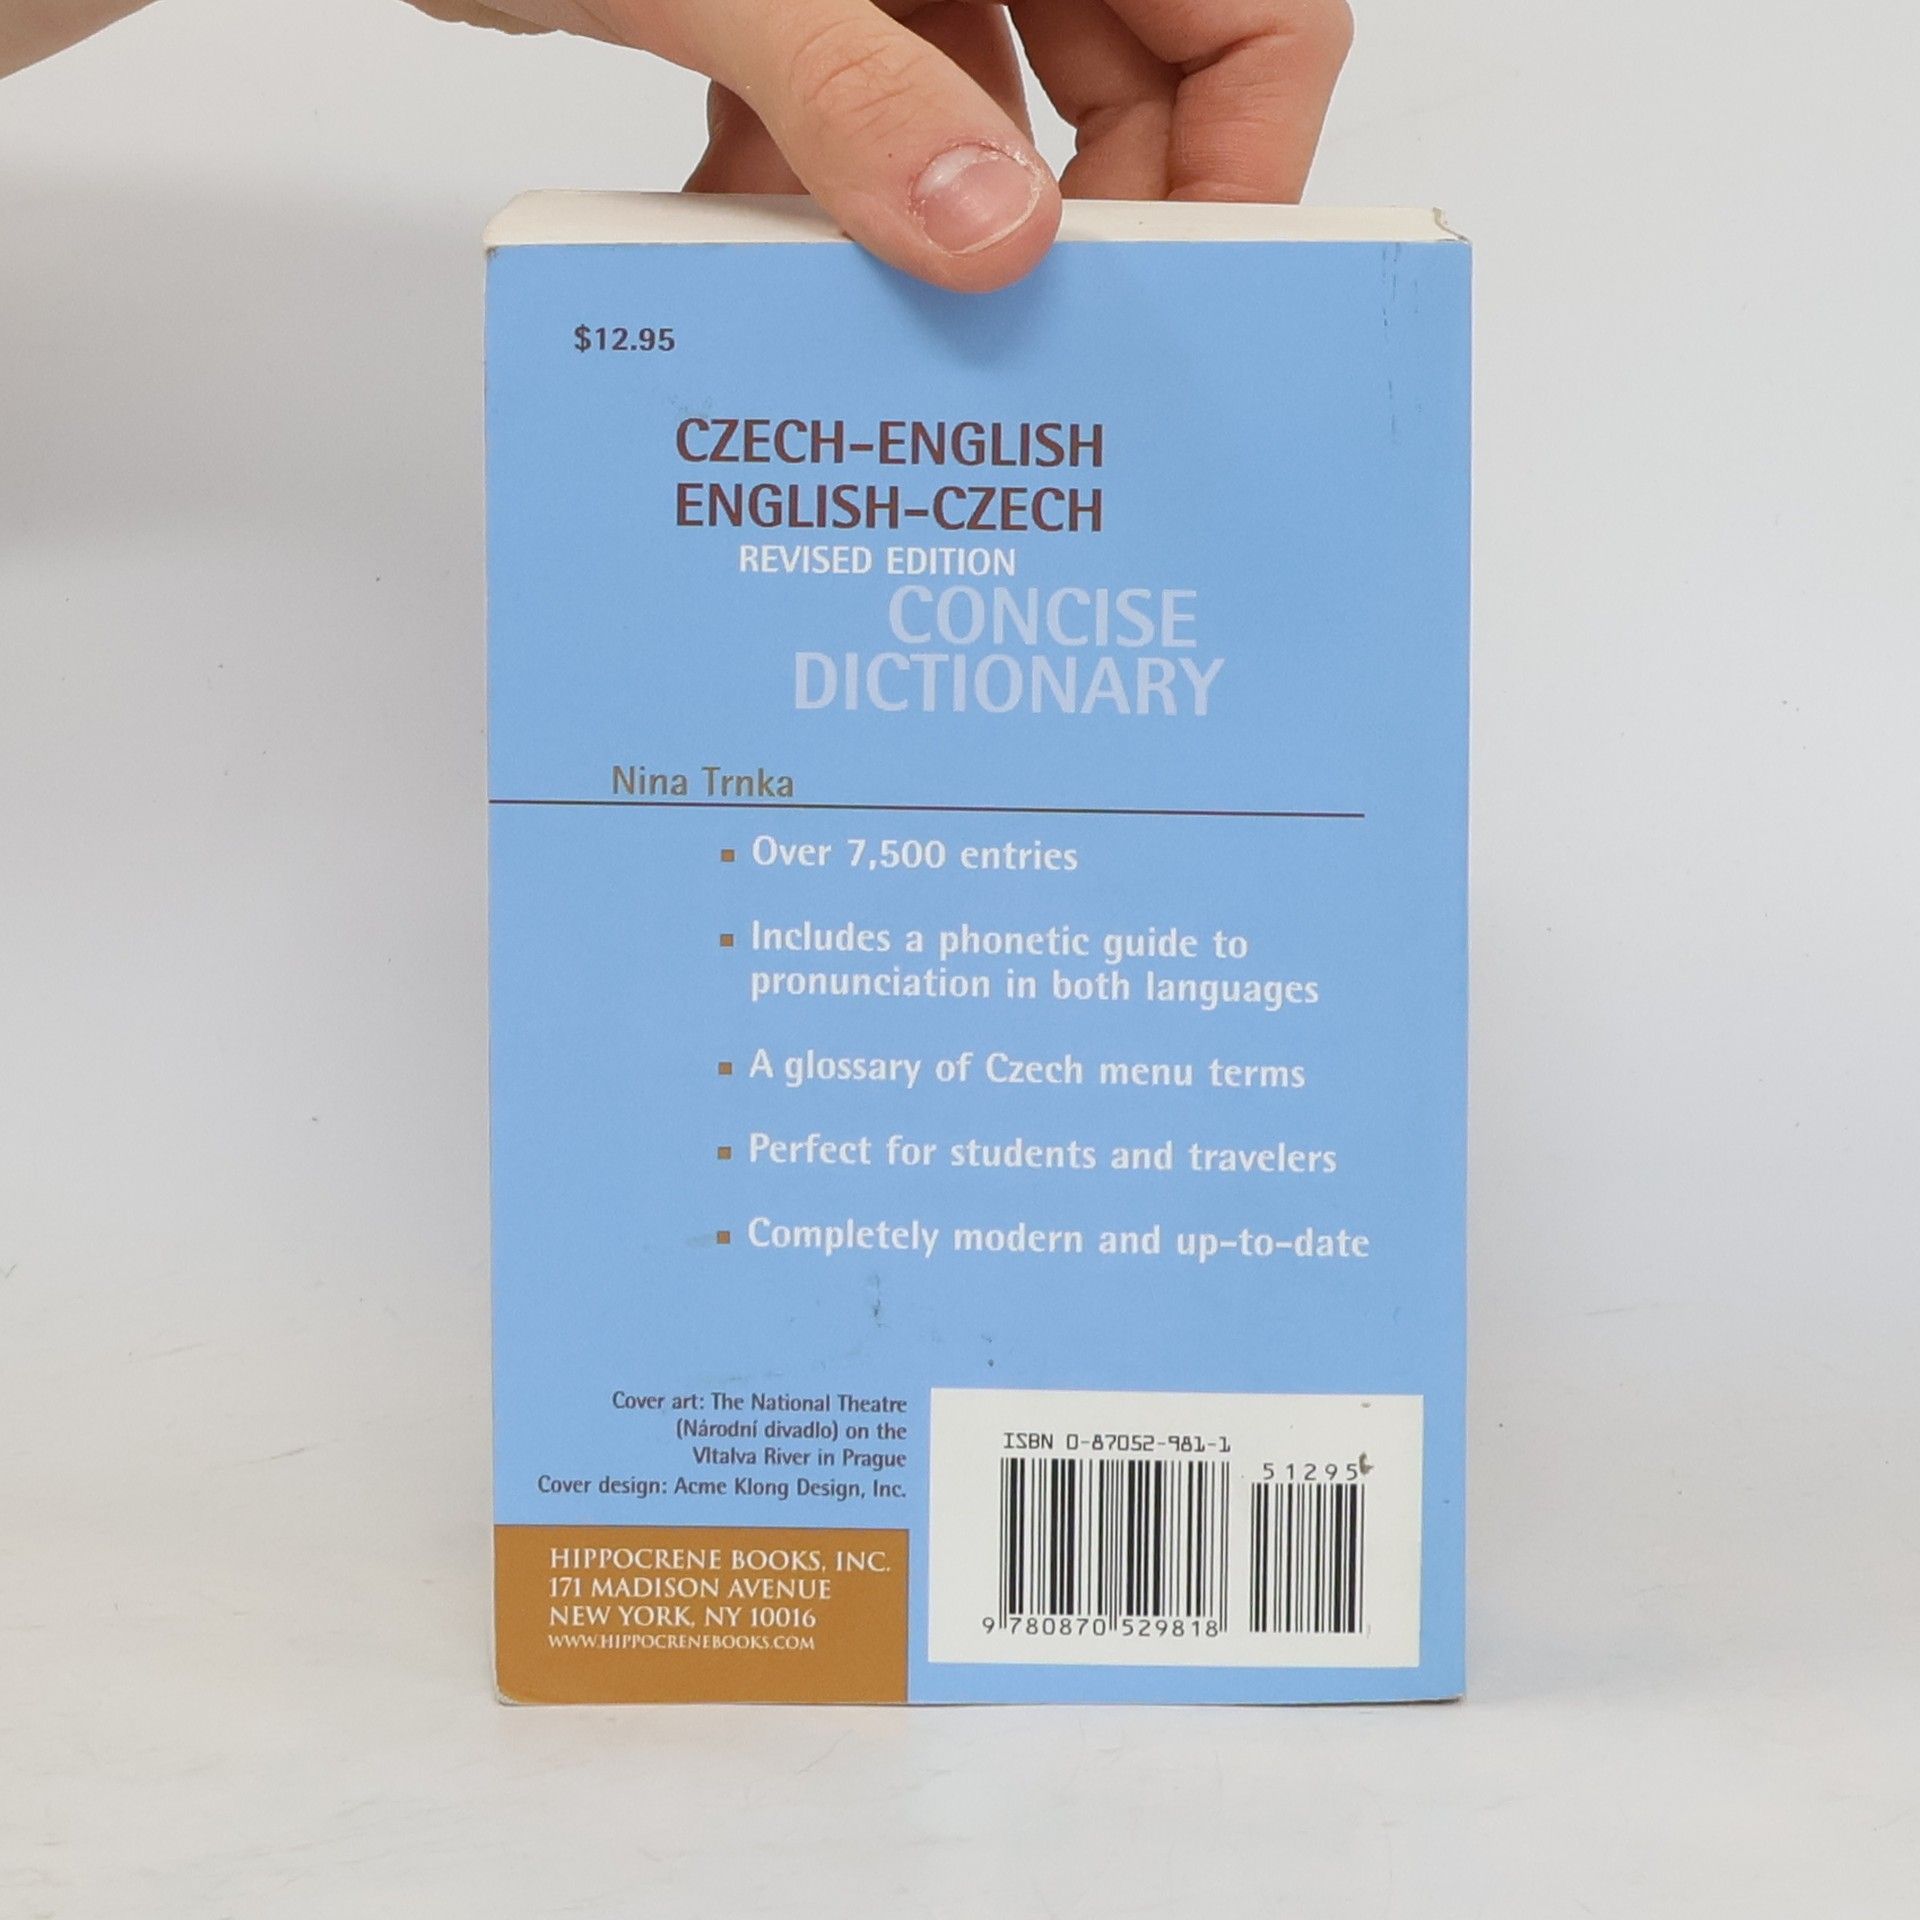 $12.95
CZECH-ENGLISH
ENGLISH-CZECH
REVISED EDITION
CONCISE
DICTIONARY
Nina Trnka
▪ Over 7,500 entries
▪ Includes a phonetic guide to
pronunciation in both languages
▪ A glossary of Czech menu terms
▪ Perfect for students and travelers
▪ Completely modern and up-to-date
Cover art: The National Theatre
(Národní divadlo) on the
Vltalva River in Prague
Cover design: Acme Klong Design, Inc.
HIPPOCRENE BOOKS, INC.
171 MADISON AVENUE
NEW YORK, NY 10016
WWW.HIPPOCRENEBOOKS.COM
ISBN 0-87052-981-1
51295
9 780870 529818